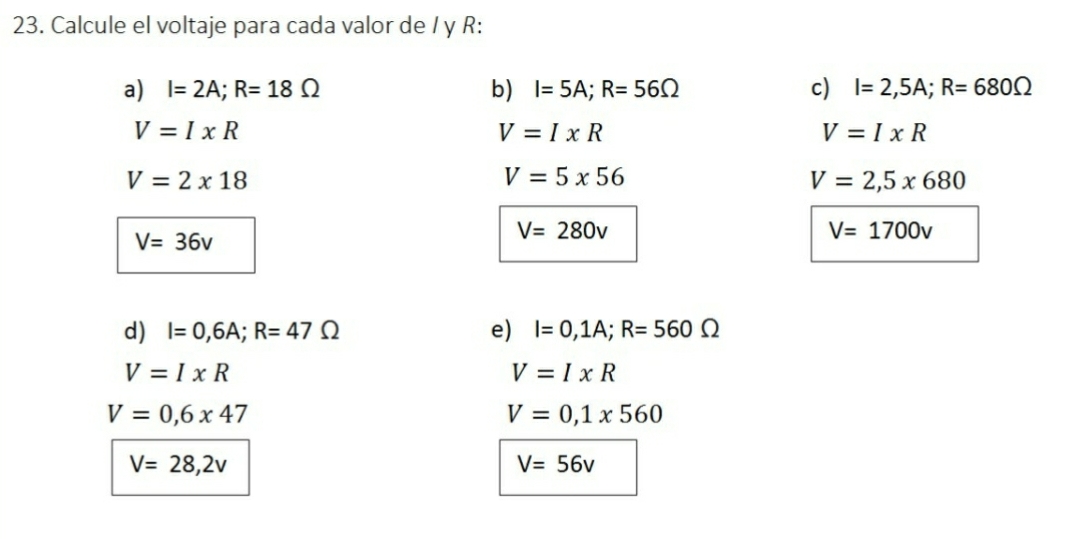 23. Calcule el voltaje para cada valor de I y R:
a) I= 2A; R= 18 Ω
V = I x R
V = 2 x 18
V= 36v
b) I= 5A; R= 56Ω
V = I x R
V = 5 x 56
V= 280v
c) I= 2,5A; R= 680Ω
V = I x R
V = 2,5 x 680
V= 1700v
d) I= 0,6A; R= 47 Ω
V = I x R
V = 0,6 x 47
V= 28,2v
e) I= 0,1A; R= 560 Ω
V = I x R
V = 0,1 x 560
V= 56v